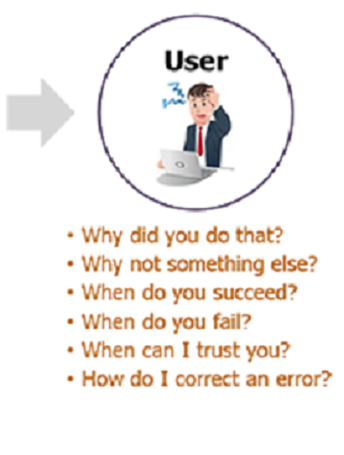 User
• Why did you do that?
• Why not something else?
• When do you succeed?
• When do you fail?
• When can I trust you?
• How do I correct an error?